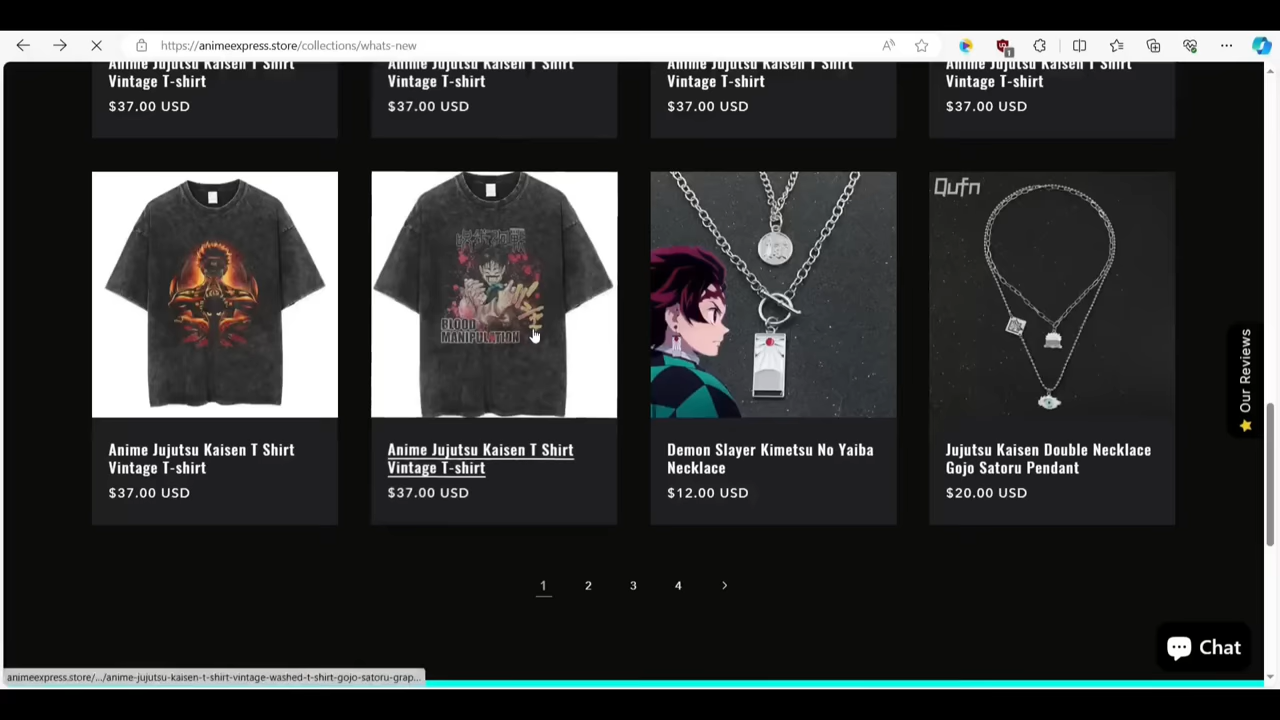 https://animeexpress.store/collections/whats-new
Anime Jujutsu Kaisen T Shirt
Vintage T-shirt
$37.00 USD
Anime Jujutsu Kaisen T Shirt
Vintage T-shirt
$37.00 USD
Anime Jujutsu Kaisen T Shirt
Vintage T-shirt
$37.00 USD
Anime Jujutsu Kaisen T Shirt
Vintage T-shirt
$37.00 USD
BLOOD
MANIPULATION
Qufn
Anime Jujutsu Kaisen T Shirt
Vintage T-shirt
$37.00 USD
Anime Jujutsu Kaisen T Shirt
Vintage T-shirt
$37.00 USD
Demon Slayer Kimetsu No Yaiba
Necklace
$12.00 USD
Jujutsu Kaisen Double Necklace
Gojo Satoru Pendant
$20.00 USD
Our Reviews
1 2 3 4
Chat
animeexpress.store/.../anime-jujutsu-kaisen-t-shirt-vintage-washed-t-shirt-gojo-satoru-grap...